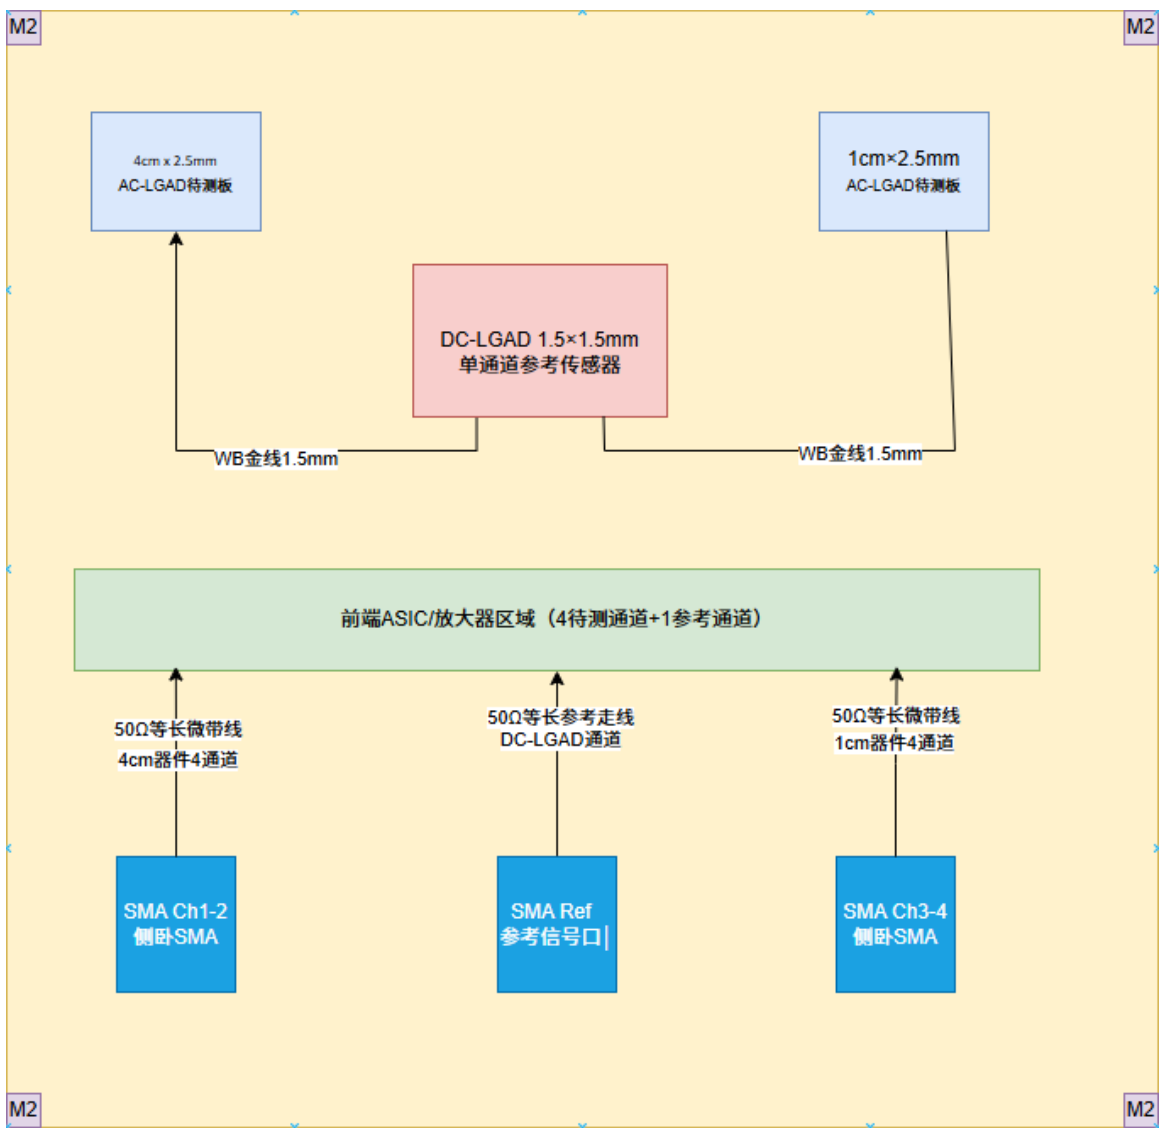 M2
M2
4cm x 2.5mm
AC-LGAD待测板
1cm×2.5mm
AC-LGAD待测板
DC-LGAD 1.5×1.5mm
单通道参考传感器
WB金线1.5mm
WB金线1.5mm
前端ASIC/放大器区域（4待测通道+1参考通道）
50Ω等长微带线
4cm器件4通道
50Ω等长参考走线
DC-LGAD通道
50Ω等长微带线
1cm器件4通道
SMA Ch1-2
侧卧SMA
SMA Ref
参考信号口
SMA Ch3-4
侧卧SMA
M2
M2